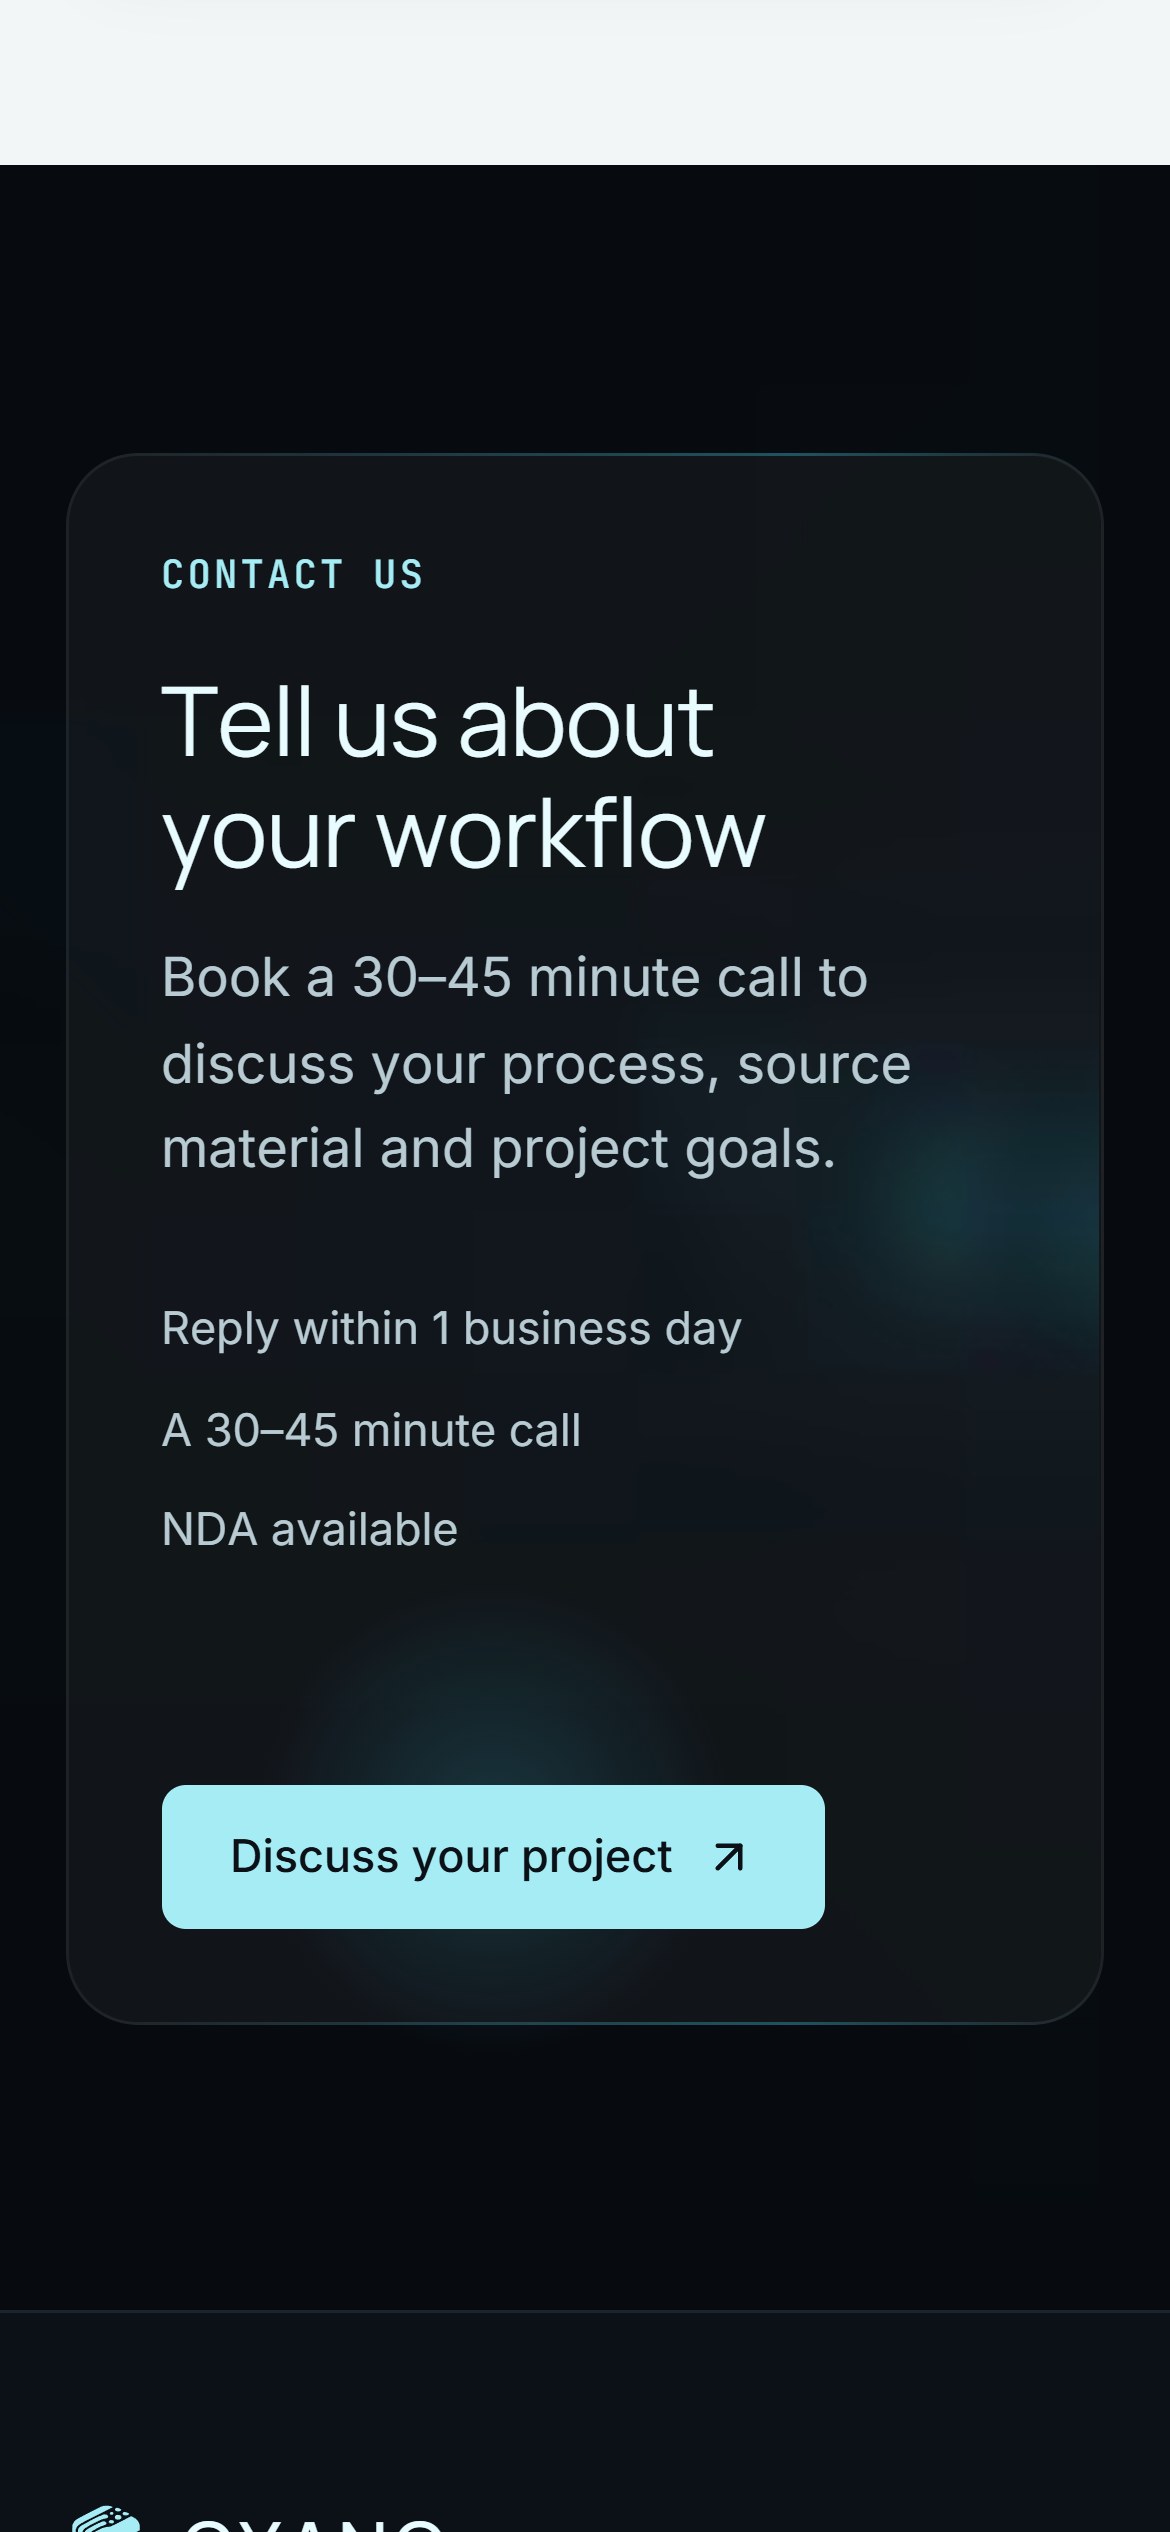 CONTACT US
Tell us about
your workflow
Book a 30–45 minute call to
discuss your process, source
material and project goals.
Reply within 1 business day
A 30–45 minute call
NDA available
Discuss your project